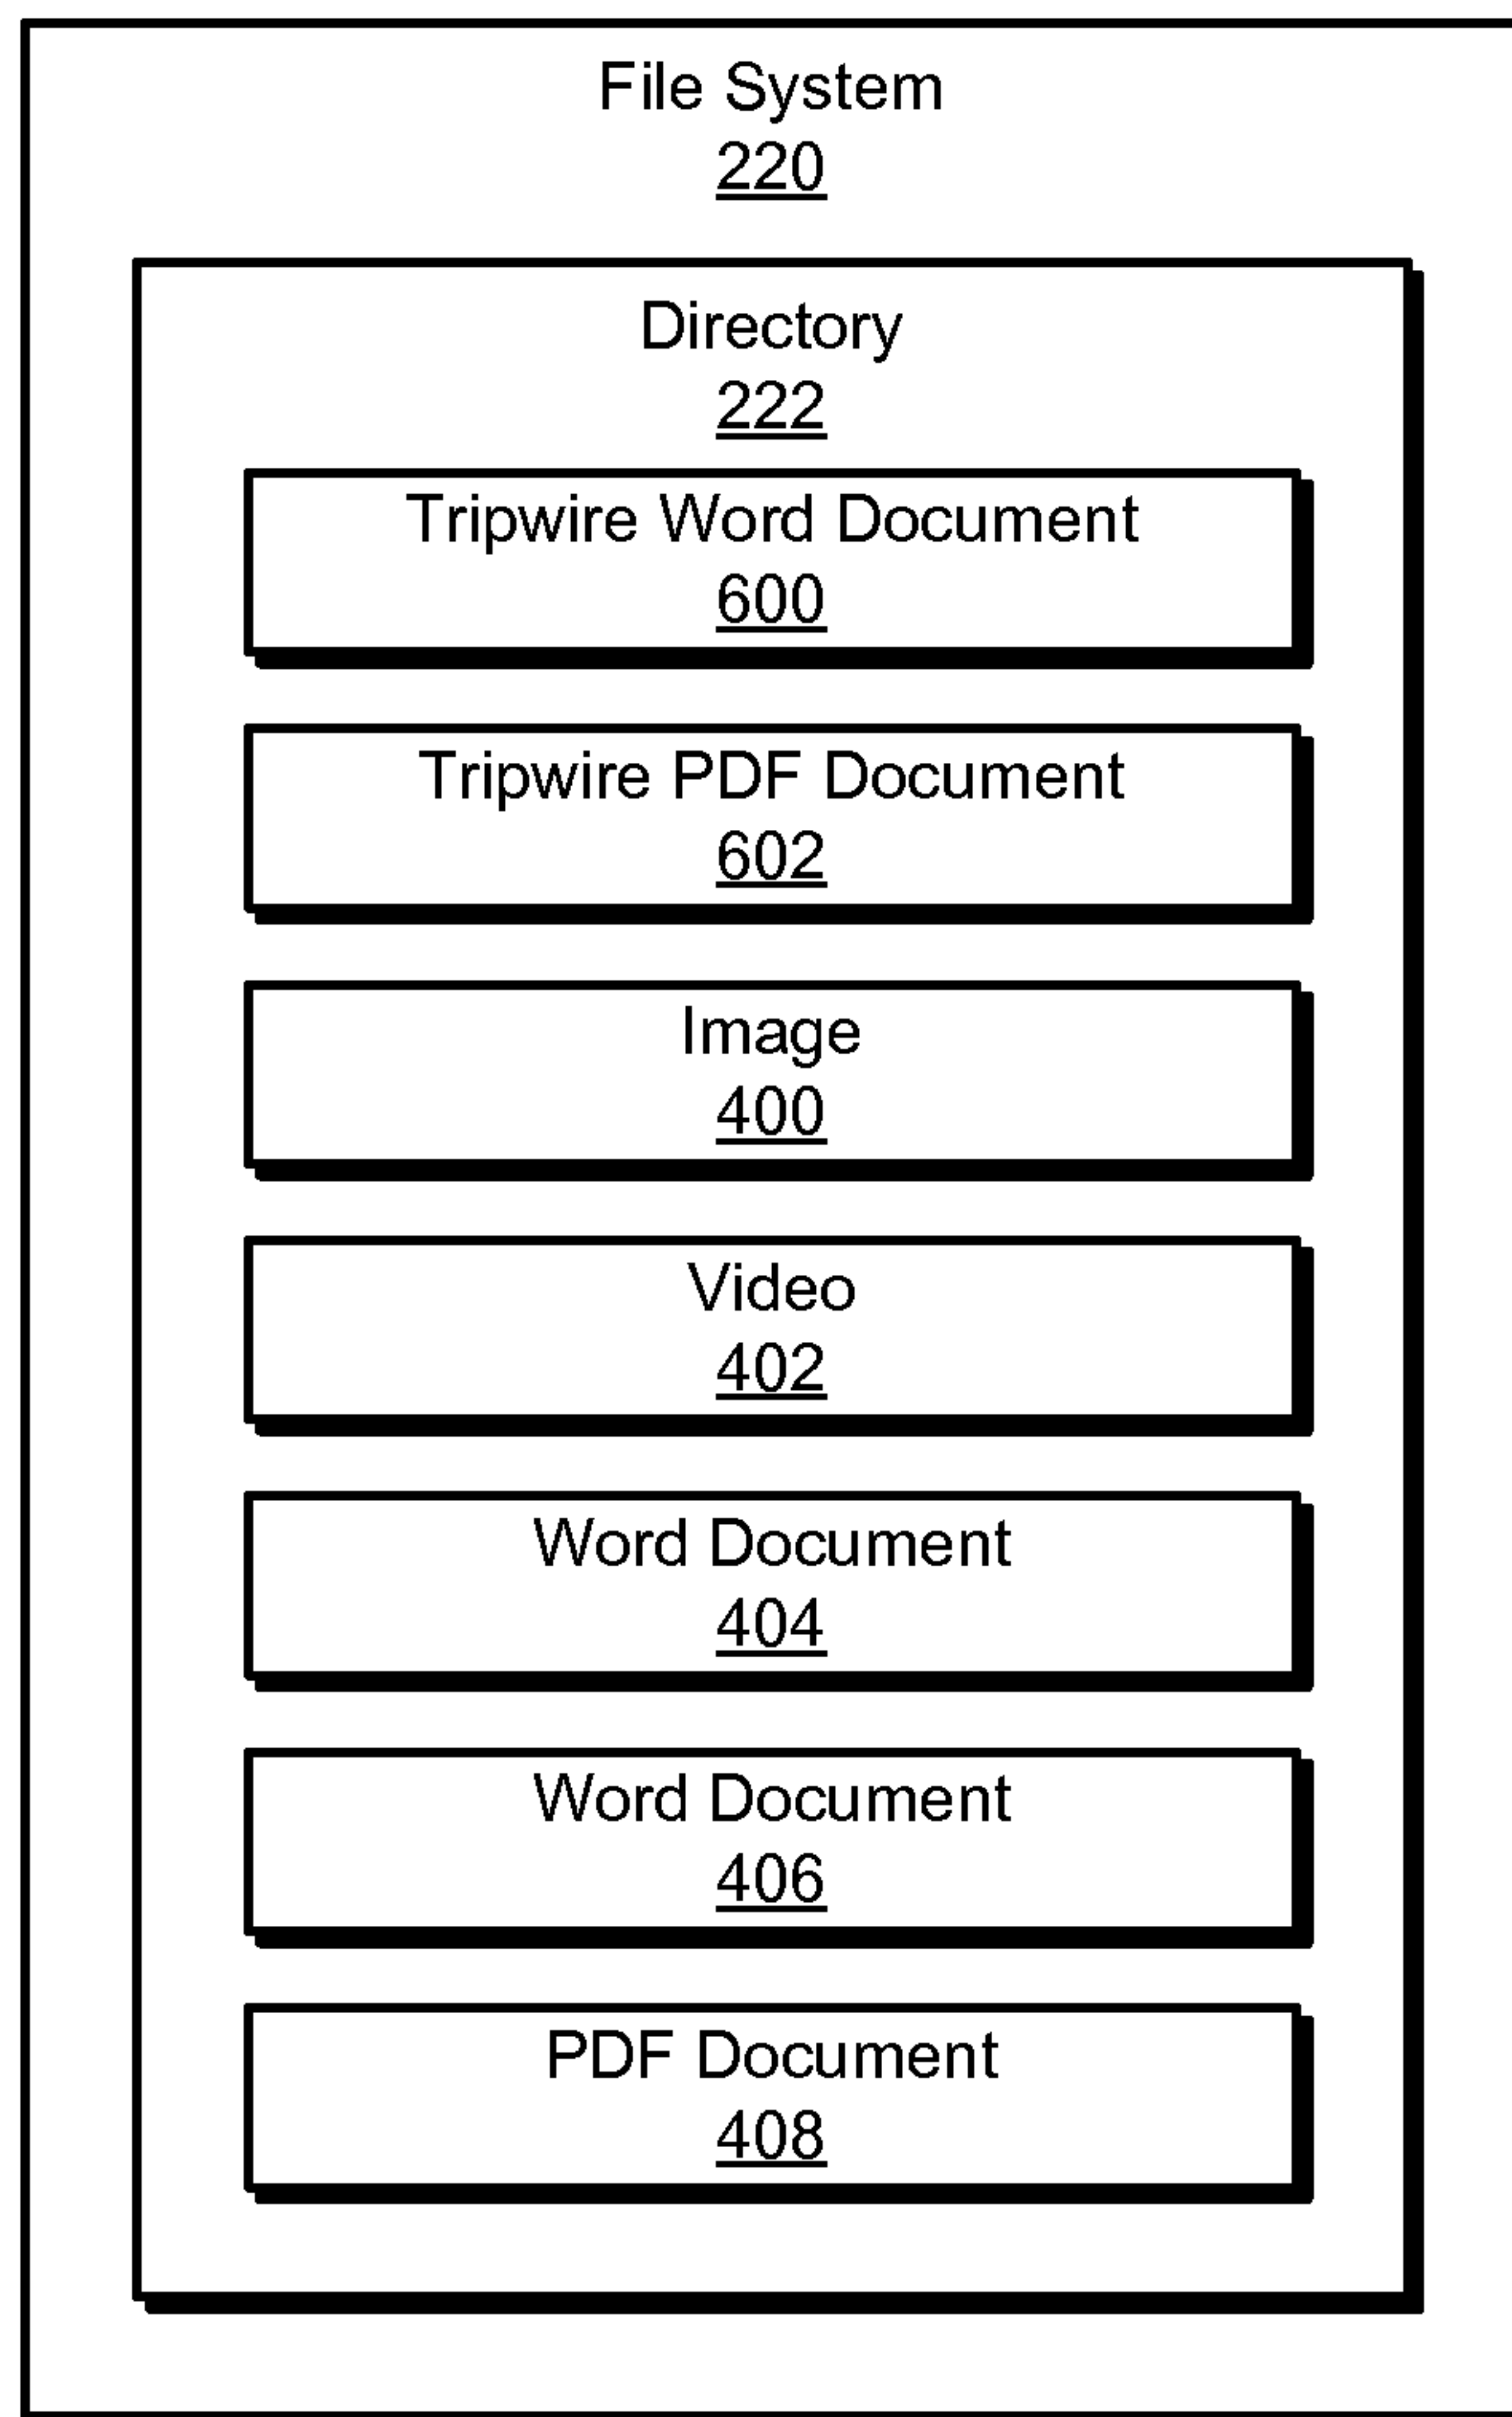 File System
220
Directory
222
Tripwire Word Document
600
Tripwire PDF Document
602
Image
400
Video
402
Word Document
404
Word Document
406
PDF Document
408